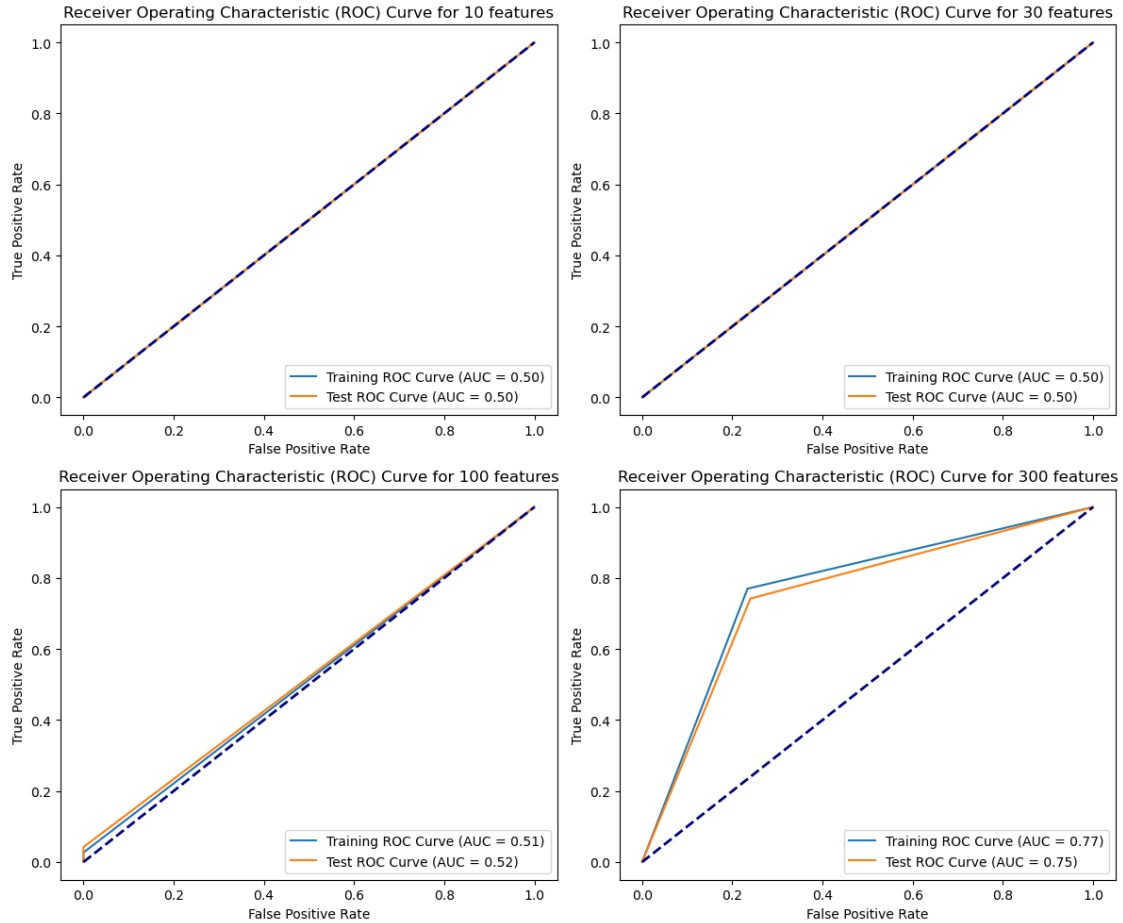 Receiver Operating Characteristic (ROC) Curve for 10 features
1.0
0.8
0.6
0.4
0.2
0.0
True Positive Rate
Training ROC Curve (AUC = 0.50)
Test ROC Curve (AUC = 0.50)
0.0 0.2 0.4 0.6 0.8 1.0
False Positive Rate
Receiver Operating Characteristic (ROC) Curve for 30 features
1.0
0.8
0.6
0.4
0.2
0.0
True Positive Rate
Training ROC Curve (AUC = 0.50)
Test ROC Curve (AUC = 0.50)
0.0 0.2 0.4 0.6 0.8 1.0
False Positive Rate
Receiver Operating Characteristic (ROC) Curve for 100 features
1.0
0.8
0.6
0.4
0.2
0.0
True Positive Rate
Training ROC Curve (AUC = 0.51)
Test ROC Curve (AUC = 0.52)
0.0 0.2 0.4 0.6 0.8 1.0
False Positive Rate
Receiver Operating Characteristic (ROC) Curve for 300 features
1.0
0.8
0.6
0.4
0.2
0.0
True Positive Rate
Training ROC Curve (AUC = 0.77)
Test ROC Curve (AUC = 0.75)
0.0 0.2 0.4 0.6 0.8 1.0
False Positive Rate